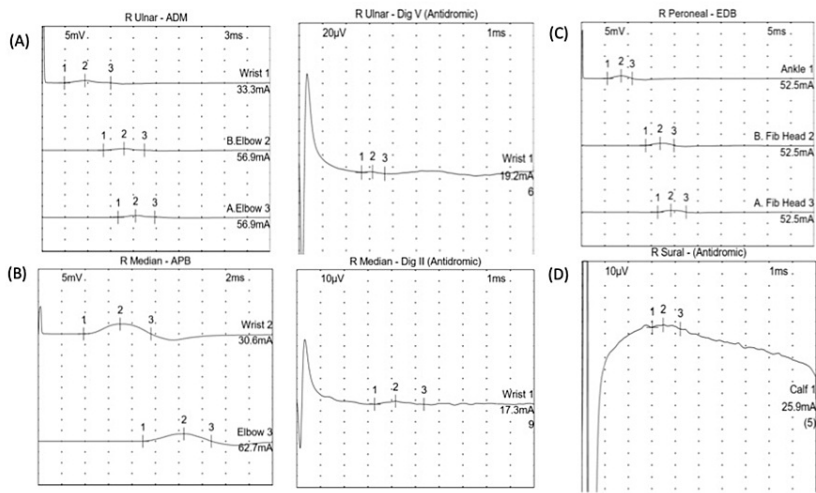 (A)
R Ulnar - ADM
5mV 3ms
1 2 3
Wrist 1
33.3mA
1 2 3
B.Elbow 2
56.9mA
1 2 3
A.Elbow 3
56.9mA
R Ulnar - Dig V (Antidromic)
20µV 1ms
1 2 3
Wrist 1
19.2mA
6
(C)
R Peroneal - EDB
5mV 5ms
1 2 3
Ankle 1
52.5mA
1 2 3
B. Fib Head 2
52.5mA
1 2 3
A. Fib Head 3
52.5mA
(B)
R Median - APB
5mV 2ms
1 2 3
Wrist 2
30.6mA
1 2 3
Elbow 3
62.7mA
R Median - Dig II (Antidromic)
10µV 1ms
1 2 3
Wrist 1
17.3mA
9
(D)
R Sural - (Antidromic)
10µV 1ms
1 2 3
Calf 1
25.9mA
(5)